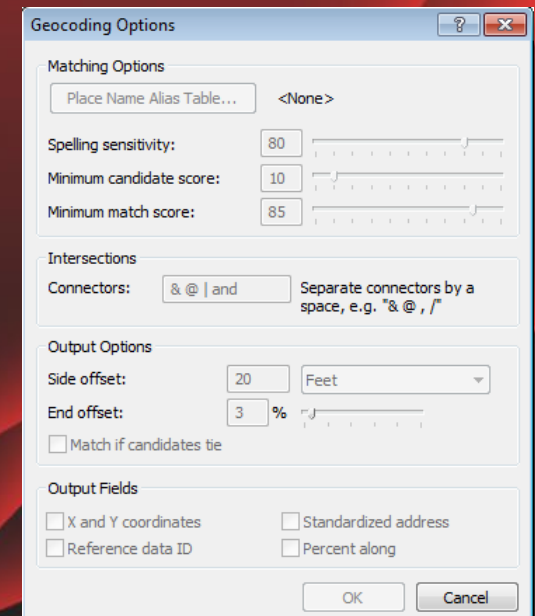 Geocoding Options
Matching Options
Place Name Alias Table... <None>
Spelling sensitivity: 80
Minimum candidate score: 10
Minimum match score: 85
Intersections
Connectors: & @ | and Separate connectors by a
space, e.g. "& @ , /"
Output Options
Side offset: 20 Feet
End offset: 3 %
Match if candidates tie
Output Fields
X and Y coordinates Standardized address
Reference data ID Percent along
OK Cancel